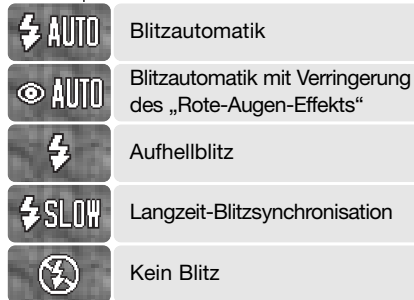 AUTO Blitzautomatik
AUTO Blitzautomatik mit Verringerung
des „Rote-Augen-Effekts“
Aufhellblitz
SLOW Langzeit-Blitzsynchronisation
Kein Blitz